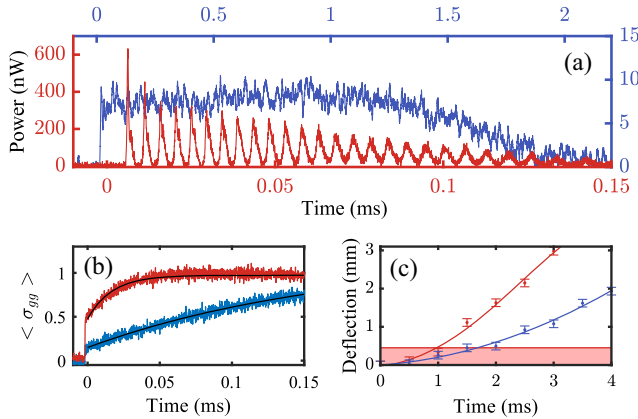 0 0.5 1 1.5 2
Power (nW)
600
400
200
0
15
10
5
0
(a)
0 0.05 0.1 0.15
Time (ms)
(b)
< σgg >
1
0.5
0
0 0.05 0.1 0.15
Time (ms)
(c)
Deflection (mm)
3
2
1
0
0 1 2 3 4
Time (ms)